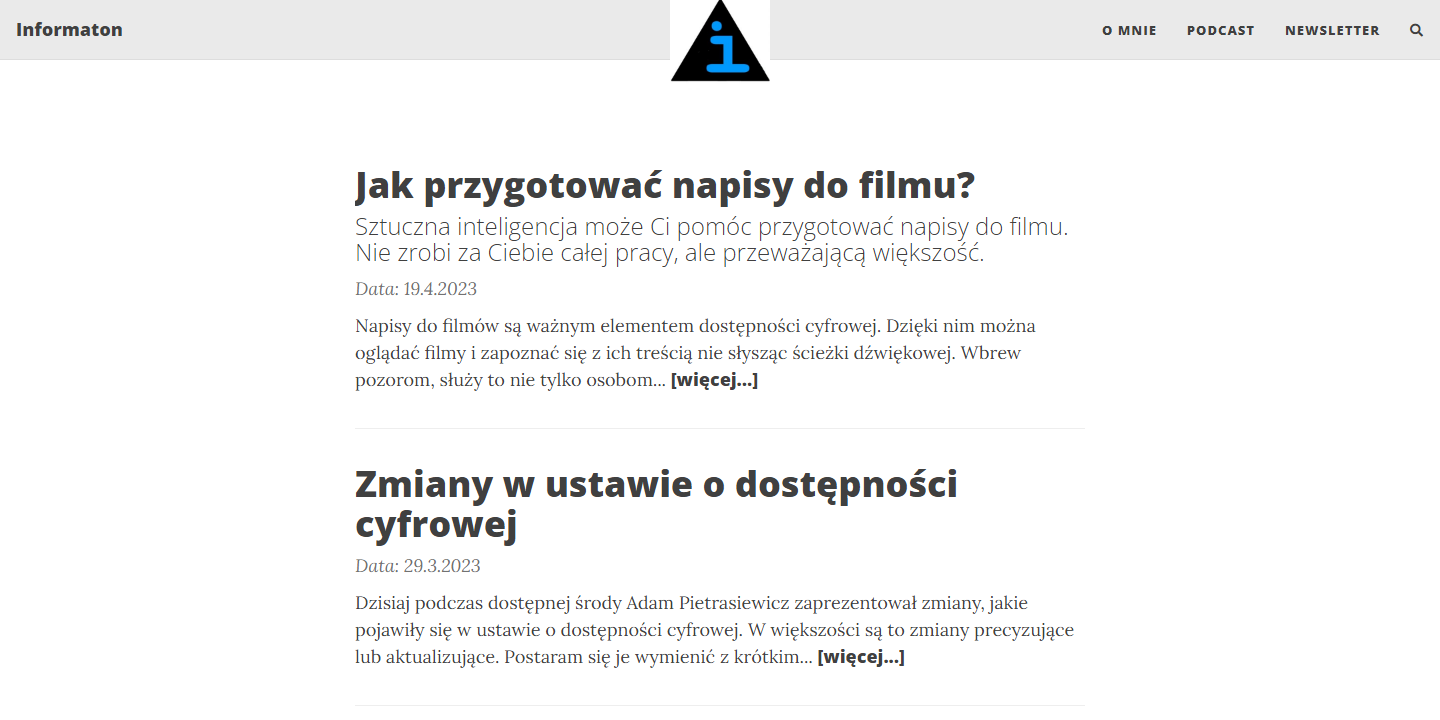 Informaton
i
O MNIE
PODCAST
NEWSLETTER
Jak przygotować napisy do filmu?
Sztuczna inteligencja może Ci pomóc przygotować napisy do filmu.
Nie zrobi za Ciebie całej pracy, ale przeważającą większość.
Data: 19.4.2023
Napisy do filmów są ważnym elementem dostępności cyfrowej. Dzięki nim można
oglądać filmy i zapoznać się z ich treścią nie słysząc ścieżki dźwiękowej. Wbrew
pozorom, służy to nie tylko osobom... [więcej...]
Zmiany w ustawie o dostępności
cyfrowej
Data: 29.3.2023
Dzisiaj podczas dostępnej środy Adam Pietrasiewicz zaprezentował zmiany, jakie
pojawiły się w ustawie o dostępności cyfrowej. W większości są to zmiany precyzujące
lub aktualizujące. Postaram się je wymienić z krótkim... [więcej...]